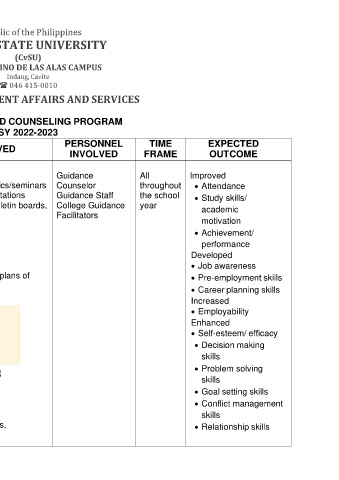 lic of the Philippines
STATE UNIVERSITY
(CvSU)
INO DE LAS ALAS CAMPUS
Indang, Cavite
☎ 046 415-0010
ENT AFFAIRS AND SERVICES
D COUNSELING PROGRAM
SY 2022-2023
VED
PERSONNEL
INVOLVED
TIME
FRAME
EXPECTED
OUTCOME
cs/seminars
tations
letin boards,
plans of
s,
Guidance
Counselor
Guidance Staff
College Guidance
Facilitators
All
throughout
the school
year
Improved
• Attendance
• Study skills/
academic
motivation
• Achievement/
performance
Developed
• Job awareness
• Pre-employment skills
• Career planning skills
Increased
• Employability
Enhanced
• Self-esteem/ efficacy
• Decision making
skills
• Problem solving
skills
• Goal setting skills
• Conflict management
skills
• Relationship skills